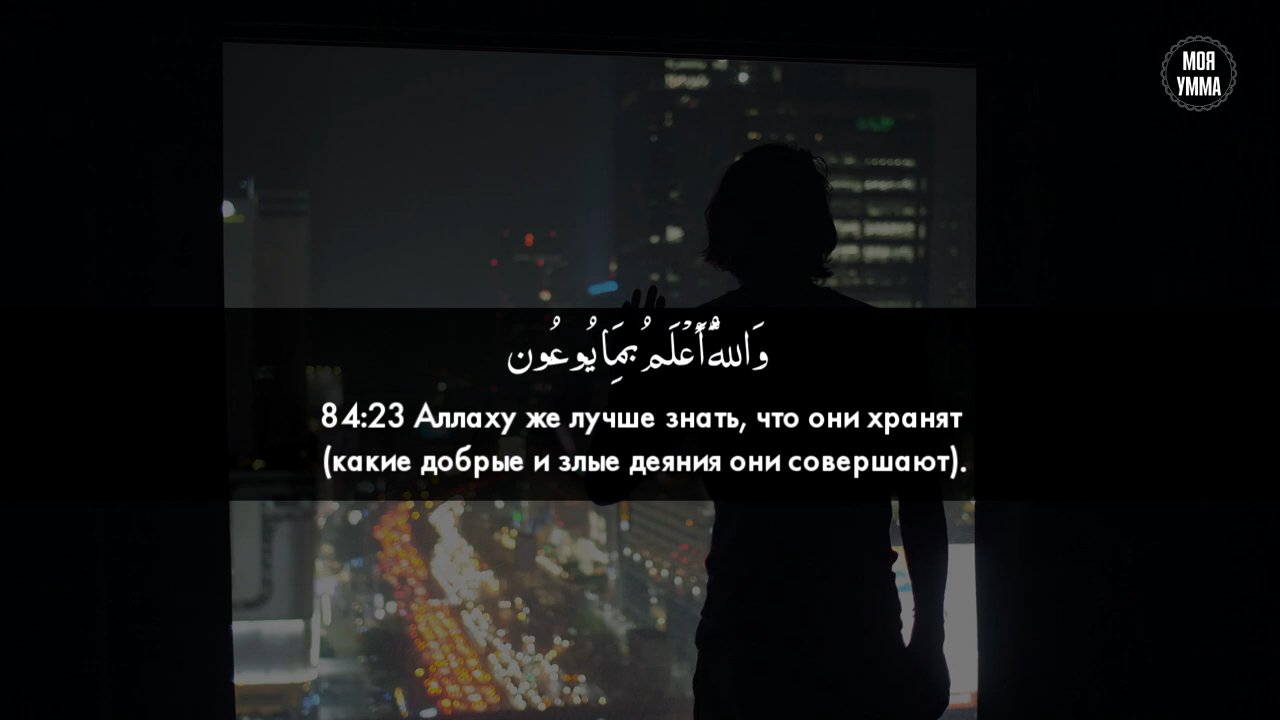 МОЯ
УММА
وَاللَّهُ أَعْلَمُ بِمَا يُوعُون
84:23 Аллаху же лучше знать, что они хранят
(какие добрые и злые деяния они совершают).